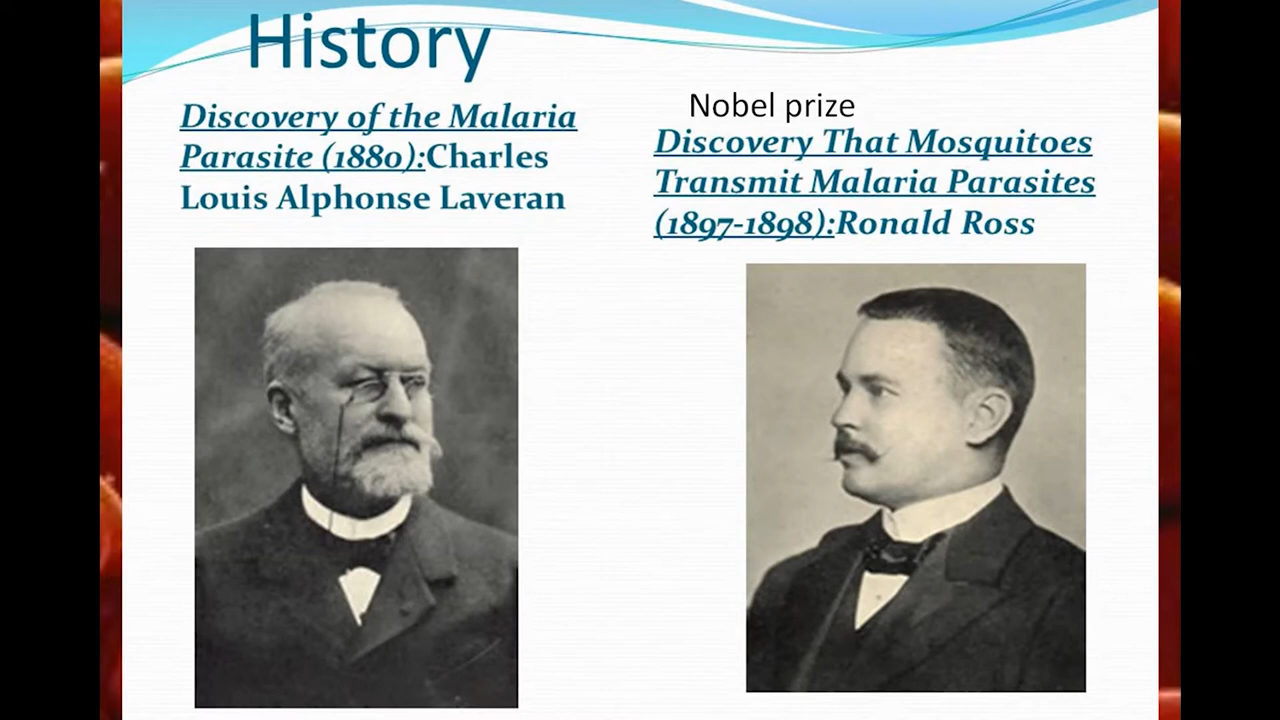 History
Discovery of the Malaria
Parasite (1880):Charles
Louis Alphonse Laveran
Nobel prize
Discovery That Mosquitoes
Transmit Malaria Parasites
(1897-1898):Ronald Ross